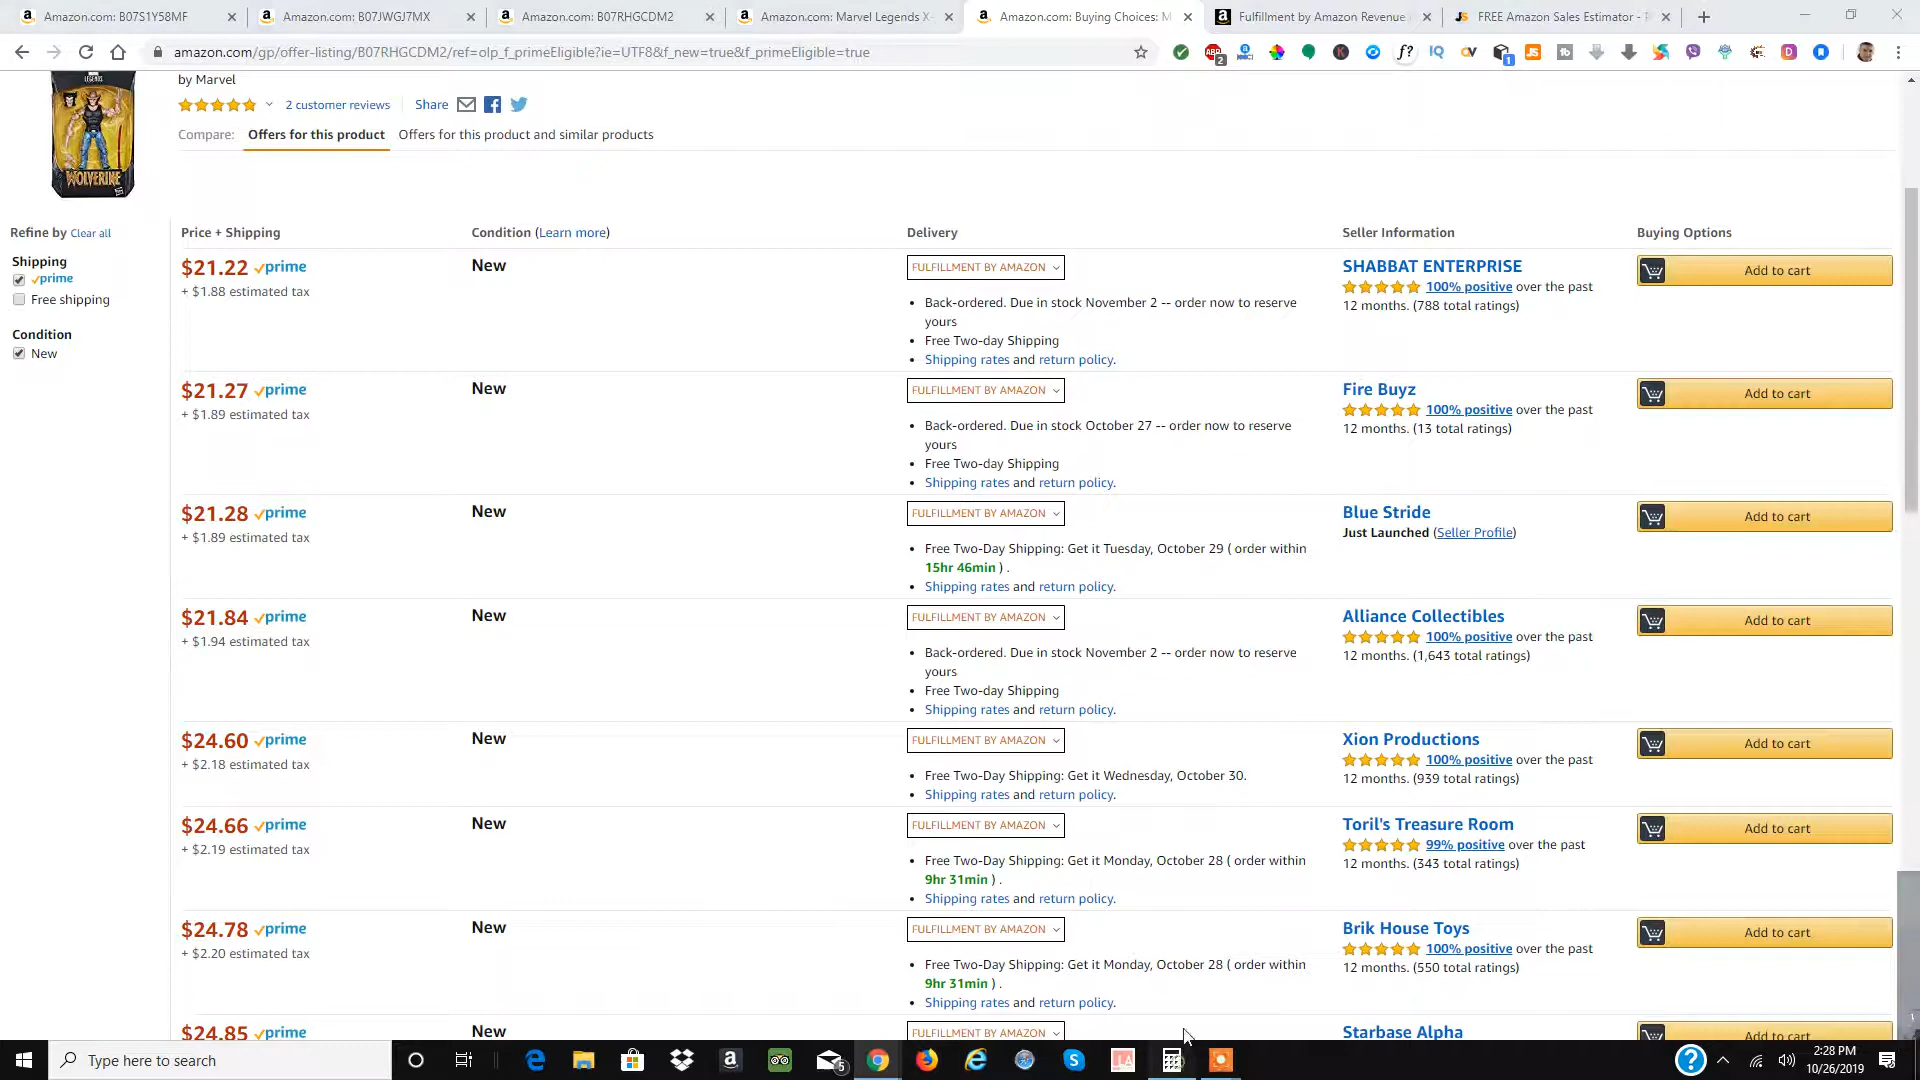 Amazon.com: B07S1Y58MF
Amazon.com: B07JWGJ7MX
Amazon.com: B07RHGCDM2
Amazon.com: Marvel Legends X-
Amazon.com: Buying Choices: M
Fulfillment by Amazon Revenue
FREE Amazon Sales Estimator -
amazon.com/gp/offer-listing/B07RHGCDM2/ref=olp_f_primeEligible?ie=UTF8&f_new=true&f_primeEligible=true
by Marvel
2 customer reviews
Share
Compare: Offers for this product Offers for this product and similar products
LEGENDS
WOLVERINE
Refine by Clear all
Shipping
prime
Free shipping
Condition
New
Price + Shipping Condition (Learn more) Delivery Seller Information Buying Options
$21.22 prime
+ $1.88 estimated tax
New
FULFILLMENT BY AMAZON
• Back-ordered. Due in stock November 2 -- order now to reserve
yours
• Free Two-day Shipping
• Shipping rates and return policy.
SHABBAT ENTERPRISE
100% positive over the past
12 months. (788 total ratings)
Add to cart
$21.27 prime
+ $1.89 estimated tax
New
FULFILLMENT BY AMAZON
• Back-ordered. Due in stock October 27 -- order now to reserve
yours
• Free Two-day Shipping
• Shipping rates and return policy.
Fire Buyz
100% positive over the past
12 months. (13 total ratings)
Add to cart
$21.28 prime
+ $1.89 estimated tax
New
FULFILLMENT BY AMAZON
• Free Two-Day Shipping: Get it Tuesday, October 29 ( order within
15hr 46min ) .
• Shipping rates and return policy.
Blue Stride
Just Launched (Seller Profile)
Add to cart
$21.84 prime
+ $1.94 estimated tax
New
FULFILLMENT BY AMAZON
• Back-ordered. Due in stock November 2 -- order now to reserve
yours
• Free Two-day Shipping
• Shipping rates and return policy.
Alliance Collectibles
100% positive over the past
12 months. (1,643 total ratings)
Add to cart
$24.60 prime
+ $2.18 estimated tax
New
FULFILLMENT BY AMAZON
• Free Two-Day Shipping: Get it Wednesday, October 30.
• Shipping rates and return policy.
Xion Productions
100% positive over the past
12 months. (939 total ratings)
Add to cart
$24.66 prime
+ $2.19 estimated tax
New
FULFILLMENT BY AMAZON
• Free Two-Day Shipping: Get it Monday, October 28 ( order within
9hr 31min ) .
• Shipping rates and return policy.
Toril's Treasure Room
99% positive over the past
12 months. (343 total ratings)
Add to cart
$24.78 prime
+ $2.20 estimated tax
New
FULFILLMENT BY AMAZON
• Free Two-Day Shipping: Get it Monday, October 28 ( order within
9hr 31min ) .
• Shipping rates and return policy.
Brik House Toys
100% positive over the past
12 months. (550 total ratings)
Add to cart
$24.85 prime
New
FULFILLMENT BY AMAZON
Starbase Alpha
Add to cart
Type here to search
2:28 PM
10/26/2019